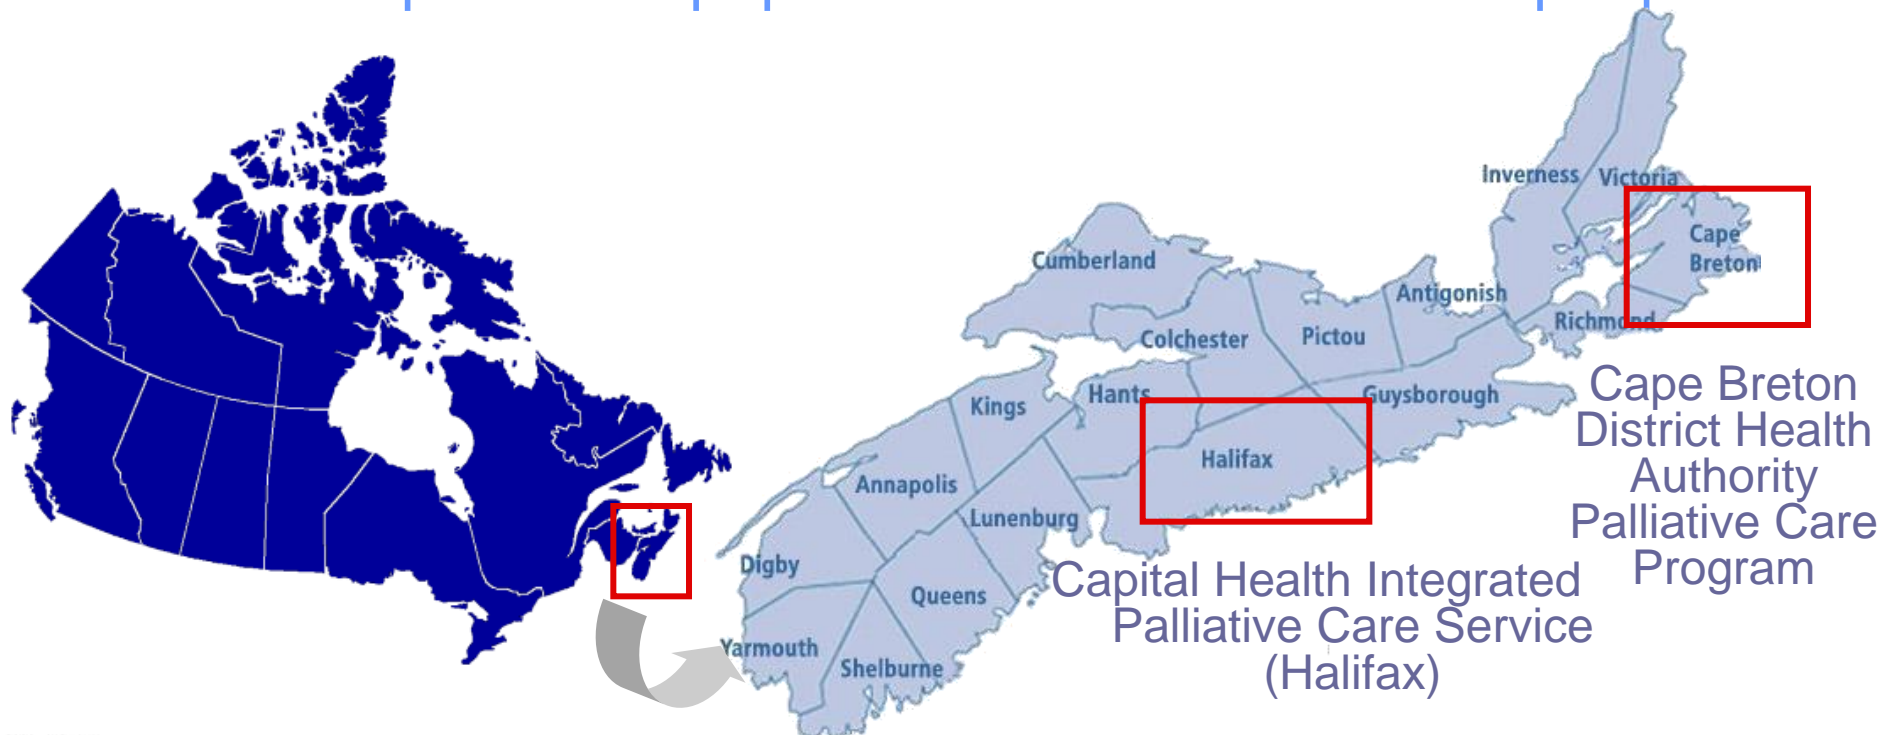 Inverness
Victoria
Cape
Breton
Cumberland
Antigonish
Richmond
Colchester
Pictou
Hants
Guysborough
Kings
Halifax
Annapolis
Lunenburg
Digby
Queens
Yarmouth
Shelburne
Cape Breton
District Health
Authority
Palliative Care
Program
Capital Health Integrated
Palliative Care Service
(Halifax)